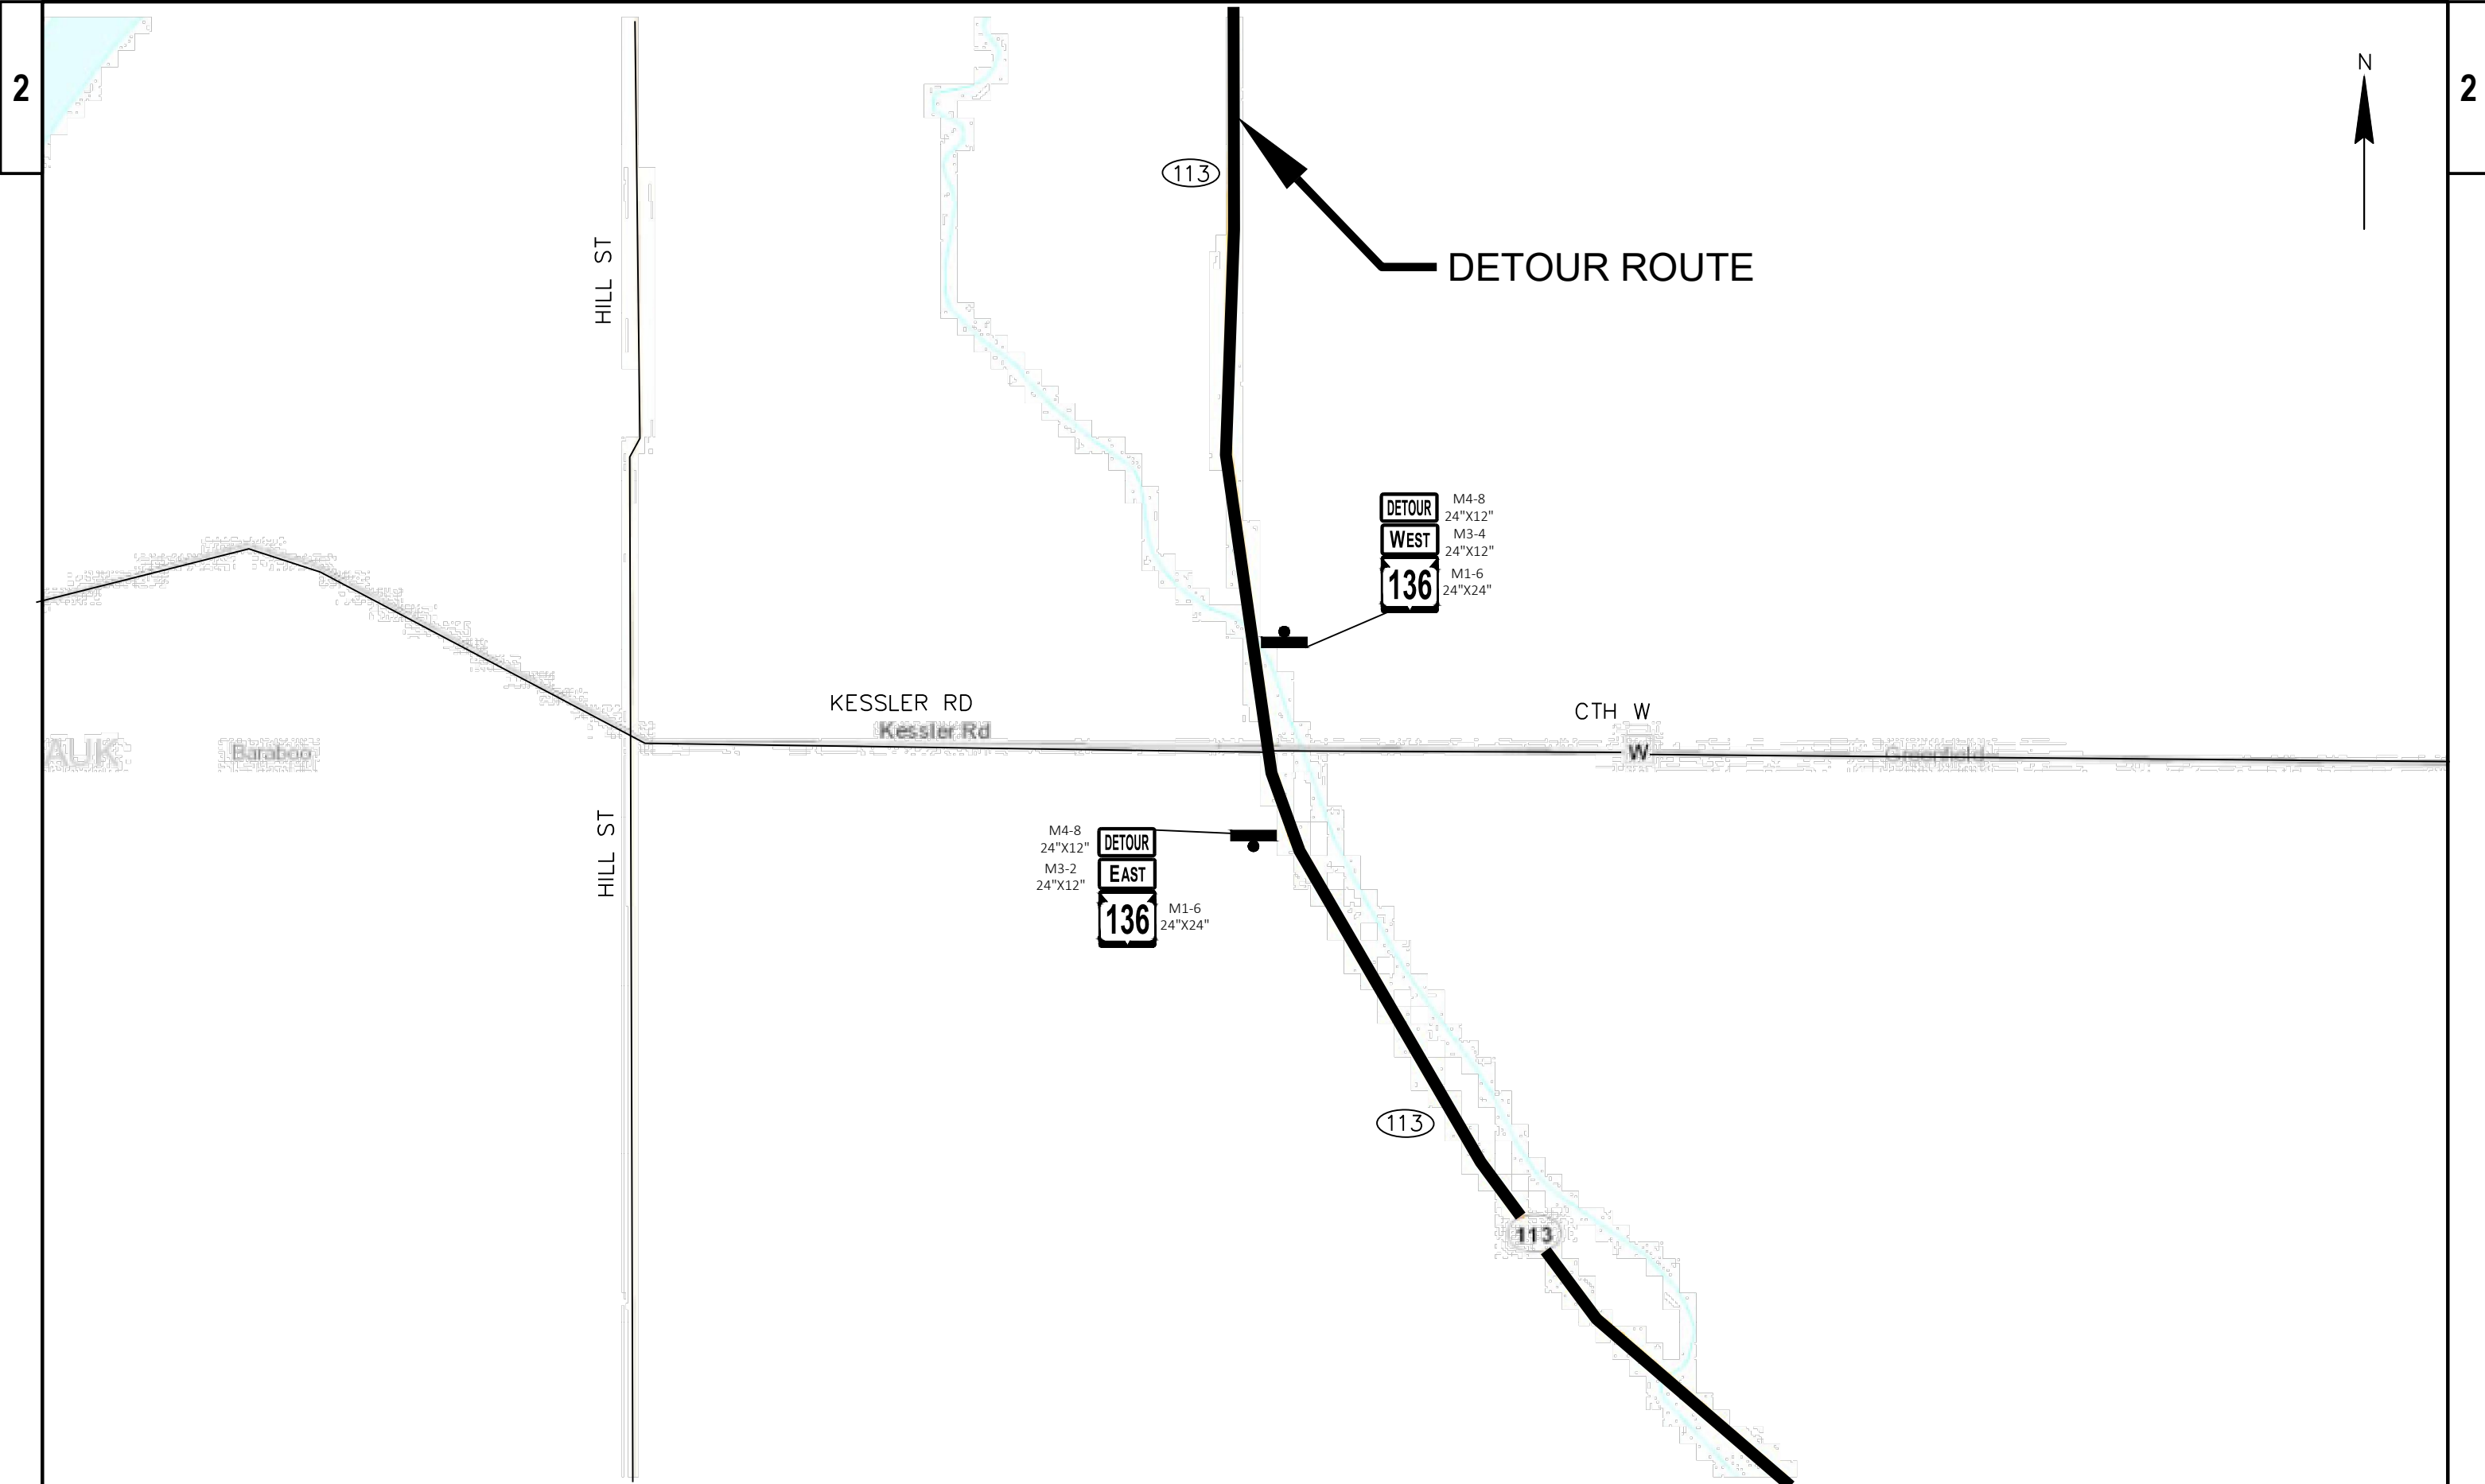 2
2
N
113
DETOUR ROUTE
HILL ST
DETOUR
M4-8
24"X12"
WEST
M3-4
24"X12"
136
M1-6
24"X24"
KESSLER RD
Kessler Rd
CTH W
W
AUK
Baraboo
Greenfield
HILL ST
M4-8
24"X12"
DETOUR
M3-2
24"X12"
EAST
136
M1-6
24"X24"
113
113